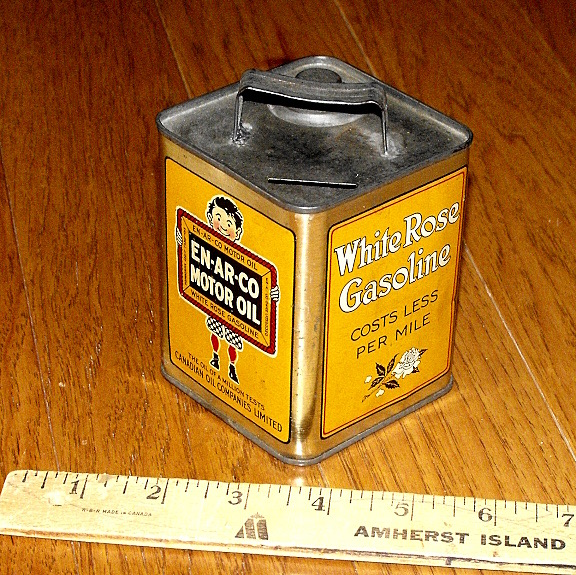 EN-AR-CO MOTOR OIL
EN-AR-CO
MOTOR OIL
WHITE ROSE GASOLINE
THE OIL OF A MILLION TESTS
CANADIAN OIL COMPANIES LIMITED
White Rose
Gasoline
COSTS LESS
PER MILE
1 2 3 4 5 6 7
MADE IN CANADA
AMHERST ISLAND